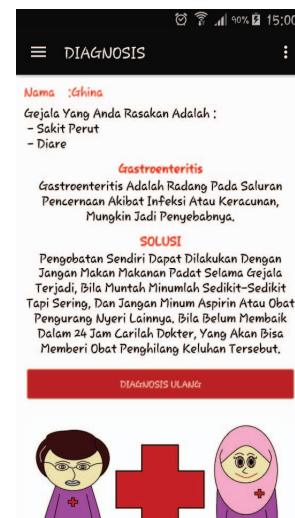 90% 15:00
DIAGNOSIS
Nama :Ghina
Gejala Yang Anda Rasakan Adalah :
- Sakit Perut
- Diare
Gastroenteritis
Gastroenteritis Adalah Radang Pada Saluran
Pencernaan Akibat Infeksi Atau Keracunan,
Mungkin Jadi Penyebabnya.
SOLUSI
Pengobatan Sendiri Dapat Dilakukan Dengan
Jangan Makan Makanan Padat Selama Gejala
Terjadi, Bila Muntah Minumlah Sedikit-Sedikit
Tapi Sering, Dan Jangan Minum Aspirin Atau Obat
Pengurang Nyeri Lainnya. Bila Belum Membaik
Dalam 24 Jam Carilah Dokter, Yang Akan Bisa
Memberi Obat Penghilang Keluhan Tersebut.
DIAGNOSIS ULANG